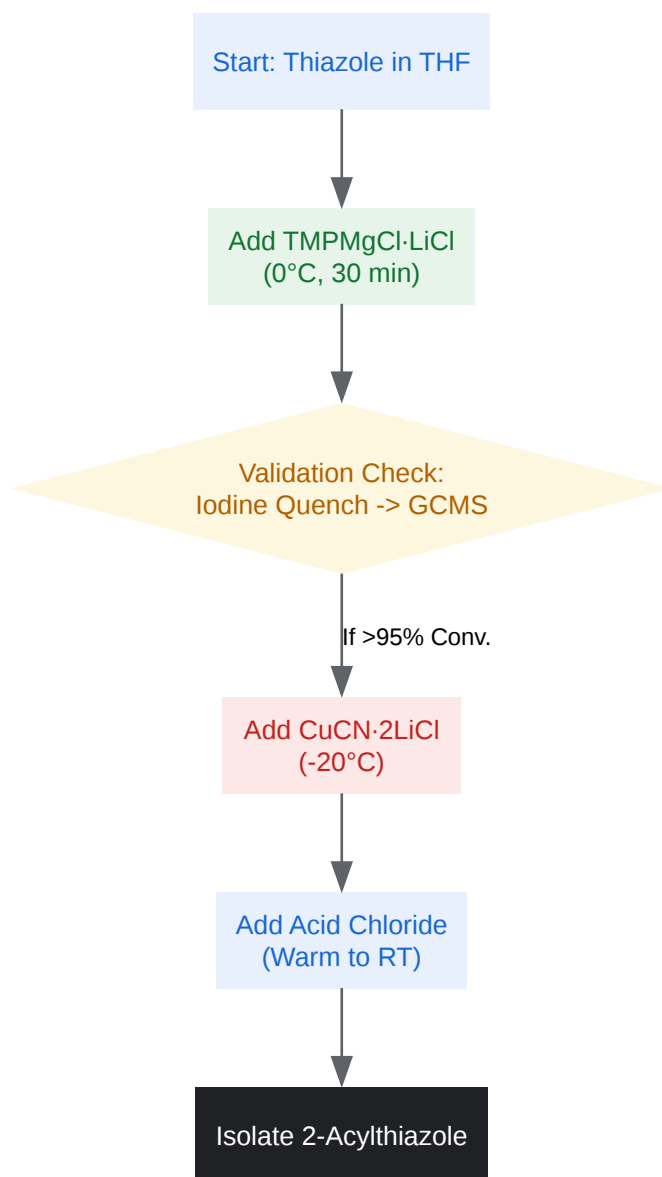 Start: Thiazole in THF
Add TMPMgCl·LiCl
(0°C, 30 min)
Validation Check:
Iodine Quench -> GCMS
If >95% Conv.
Add CuCN·2LiCl
(-20°C)
Add Acid Chloride
(Warm to RT)
Isolate 2-Acylthiazole